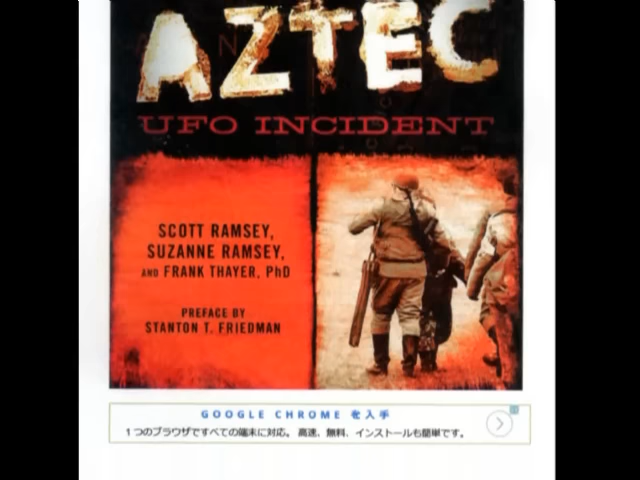 AZTEC
UFO INCIDENT
SCOTT RAMSEY,
SUZANNE RAMSEY,
AND FRANK THAYER, PhD
PREFACE BY
STANTON T. FRIEDMAN
GOOGLE CHROME を入手
1 つのブラウザですべての端末に対応。 高速、無料、インストールも簡単です。